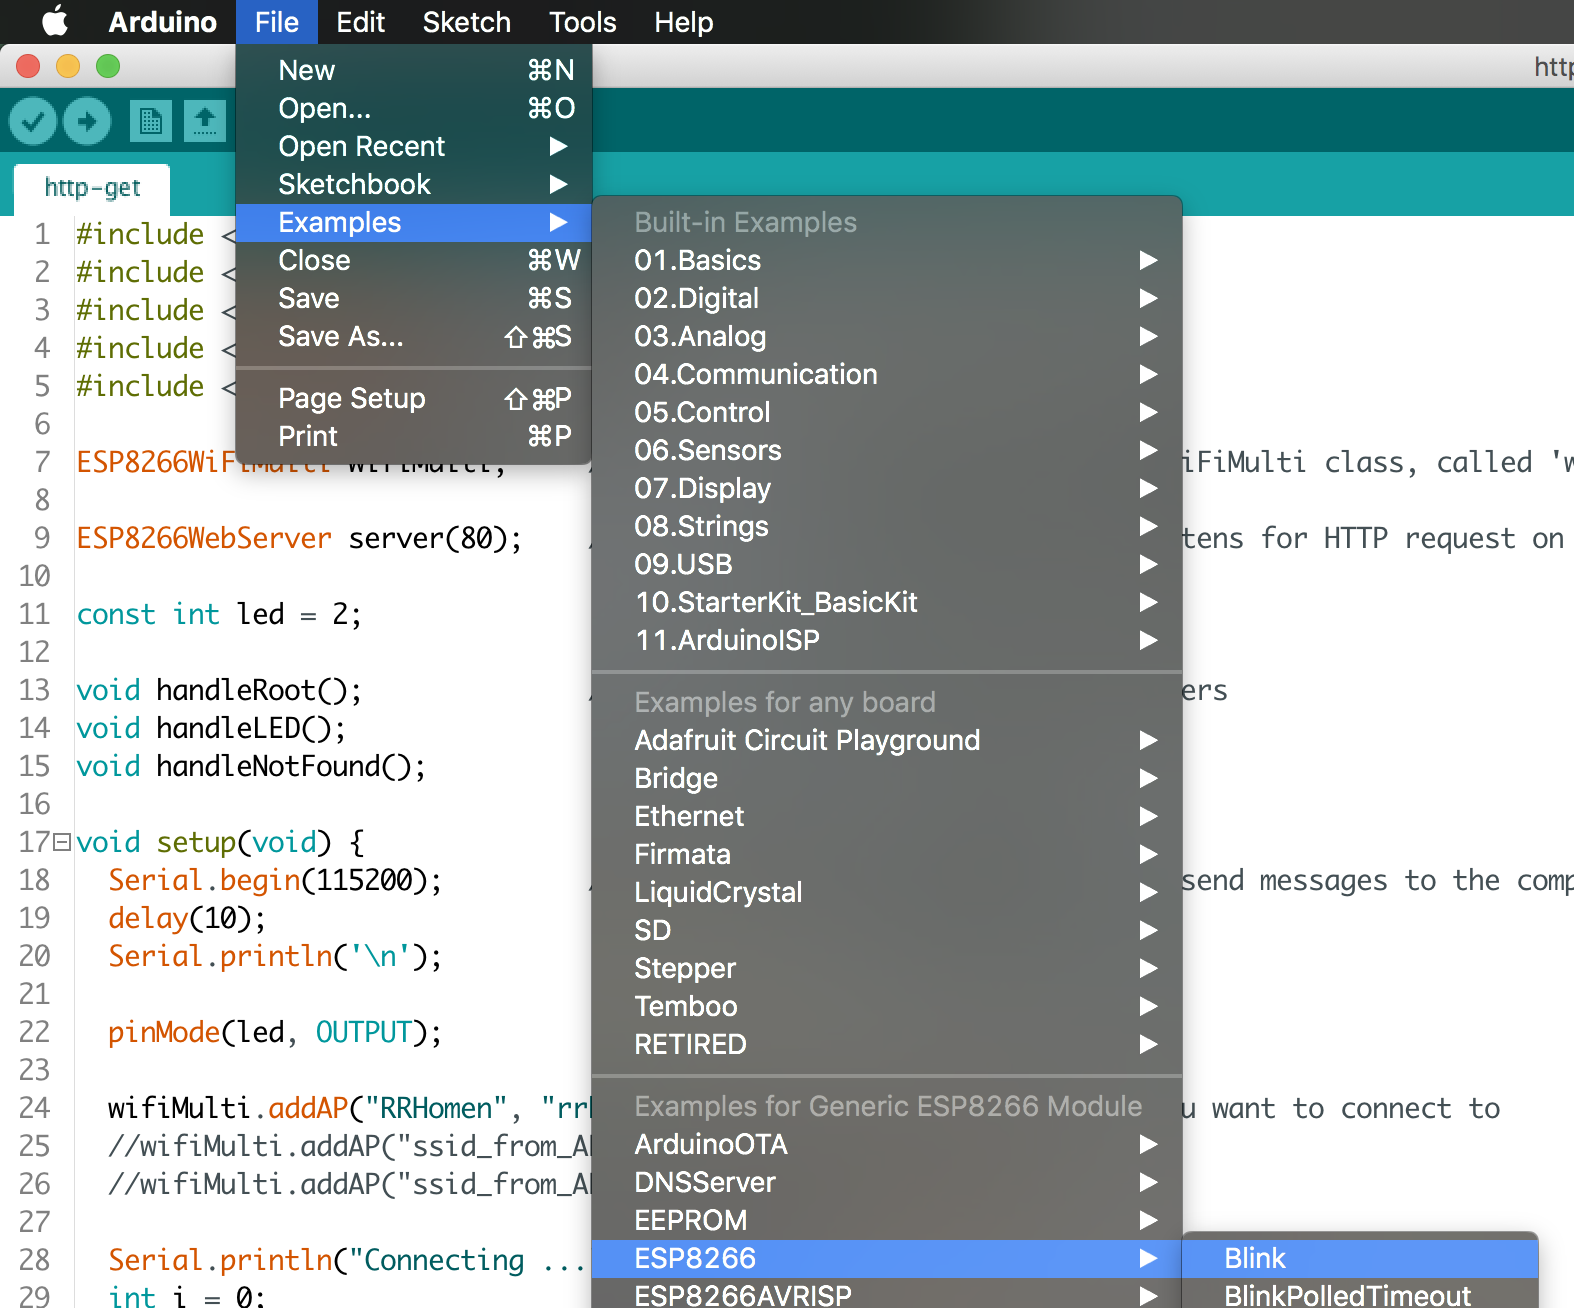 Arduino File Edit Sketch Tools Help
http
http-get
New ⌘N
Open... ⌘O
Open Recent ▶
Sketchbook ▶
Examples ▶
Close ⌘W
Save ⌘S
Save As... ⇧⌘S
Page Setup ⇧⌘P
Print ⌘P
Built-in Examples
01.Basics ▶
02.Digital ▶
03.Analog ▶
04.Communication ▶
05.Control ▶
06.Sensors ▶
07.Display ▶
08.Strings ▶
09.USB ▶
10.StarterKit_BasicKit ▶
11.ArduinoISP ▶
Examples for any board
Adafruit Circuit Playground ▶
Bridge ▶
Ethernet ▶
Firmata ▶
LiquidCrystal ▶
SD ▶
Stepper ▶
Temboo ▶
RETIRED ▶
Examples for Generic ESP8266 Module
ArduinoOTA ▶
DNSServer ▶
EEPROM ▶
ESP8266 ▶
ESP8266AVRISP ▶
Blink
BlinkPolledTimeout
1 #include <
2 #include <
3 #include <
4 #include <
5 #include <
6
7 ESP8266WiFiMulti wifiMulti; iFiMulti class, called 'w
8
9 ESP8266WebServer server(80); tens for HTTP request on
10
11 const int led = 2;
12
13 void handleRoot(); ers
14 void handleLED();
15 void handleNotFound();
16
17 void setup(void) {
18 Serial.begin(115200); send messages to the comp
19 delay(10);
20 Serial.println('\n');
21
22 pinMode(led, OUTPUT);
23
24 wifiMulti.addAP("RRHomen", "rr u want to connect to
25 //wifiMulti.addAP("ssid_from_A
26 //wifiMulti.addAP("ssid_from_A
27
28 Serial.println("Connecting ...
29 int i = 0;